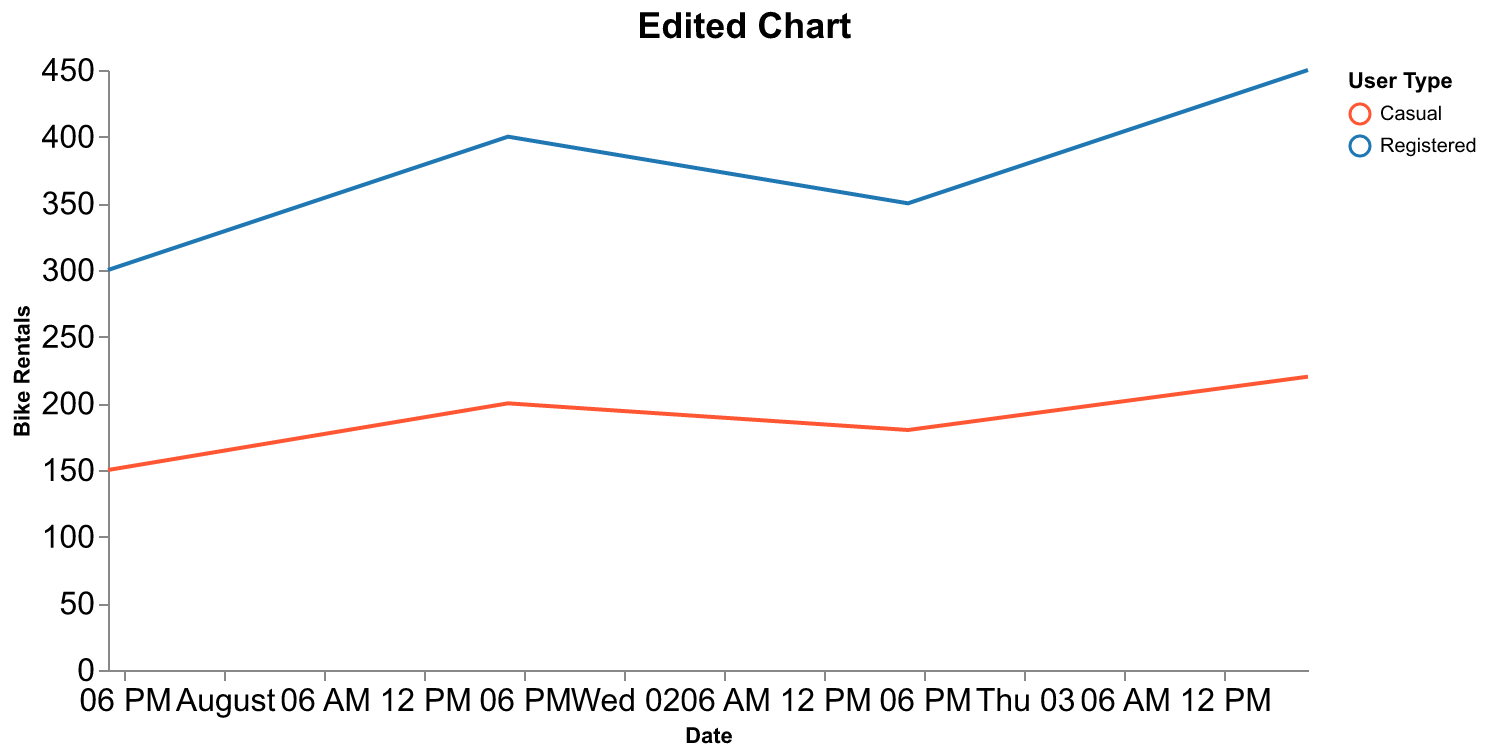 Edited Chart
450
400
350
300
250
200
150
100
50
0
Bike Rentals
06 PM August 06 AM 12 PM 06 PM Wed 02 06 AM 12 PM 06 PM Thu 03 06 AM 12 PM
Date
User Type
Casual
Registered